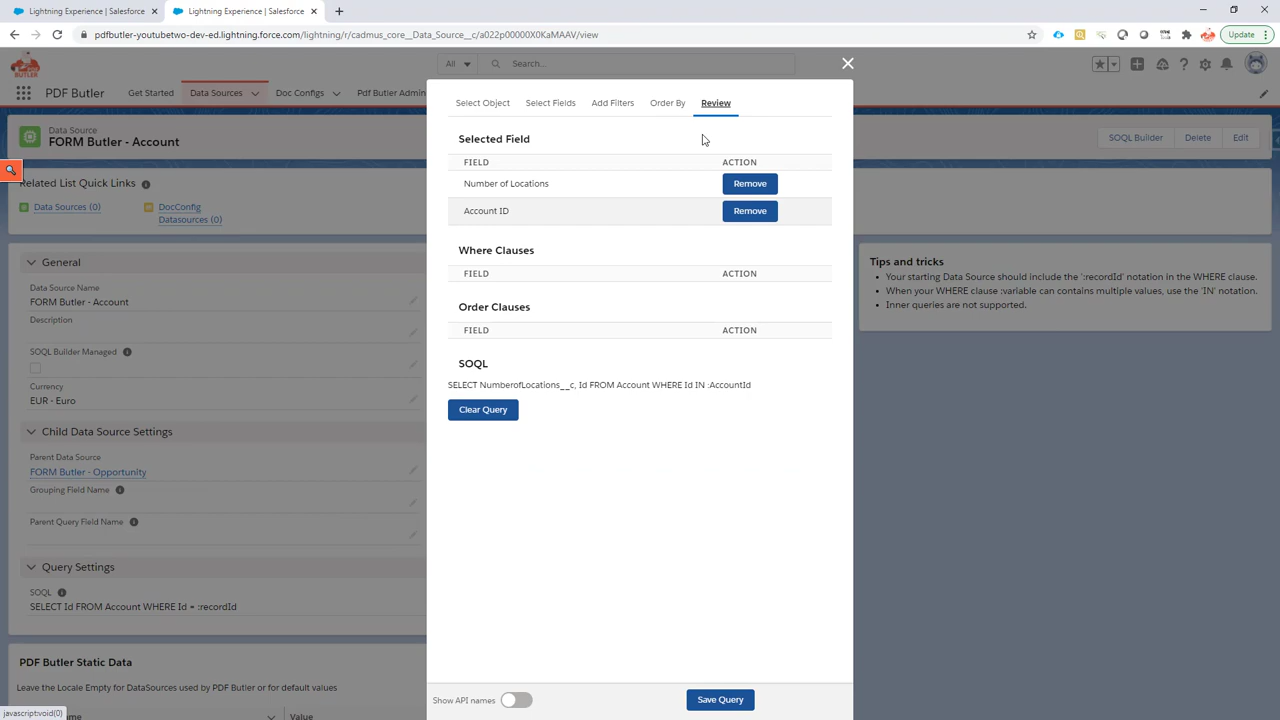 Lightning Experience | Salesforce
Lightning Experience | Salesforce
pdfbutler-youtubetwo-dev-ed.lightning.force.com/lightning/r/cadmus_core__Data_Source__c/a022p00000X0KaMAAV/view
Update
BUTLER
All
Search...
PDF Butler
Get Started
Data Sources
Doc Configs
Pdf Butler Admin
Data Source
FORM Butler - Account
SOQL Builder
Delete
Edit
Related List Quick Links
Data Sources (0)
DocConfig
Datasources (0)
General
Data Source Name
FORM Butler - Account
Description
SOQL Builder Managed
Currency
EUR - Euro
Child Data Source Settings
Parent Data Source
FORM Butler - Opportunity
Grouping Field Name
Parent Query Field Name
Query Settings
SOQL
SELECT Id FROM Account WHERE Id = :recordId
PDF Butler Static Data
Leave the Locale Empty for DataSources used by PDF Butler or for default values
me
Value
javascript:void(0)
Select Object
Select Fields
Add Filters
Order By
Review
Selected Field
FIELD ACTION
Number of Locations Remove
Account ID Remove
Where Clauses
FIELD ACTION
Order Clauses
FIELD ACTION
SOQL
SELECT NumberofLocations__c, Id FROM Account WHERE Id IN :AccountId
Clear Query
Show API names
Save Query
Tips and tricks
Your starting Data Source should include the ':recordId' notation in the WHERE clause.
When your WHERE clause :variable can contains multiple values, use the 'IN' notation.
Inner queries are not supported.